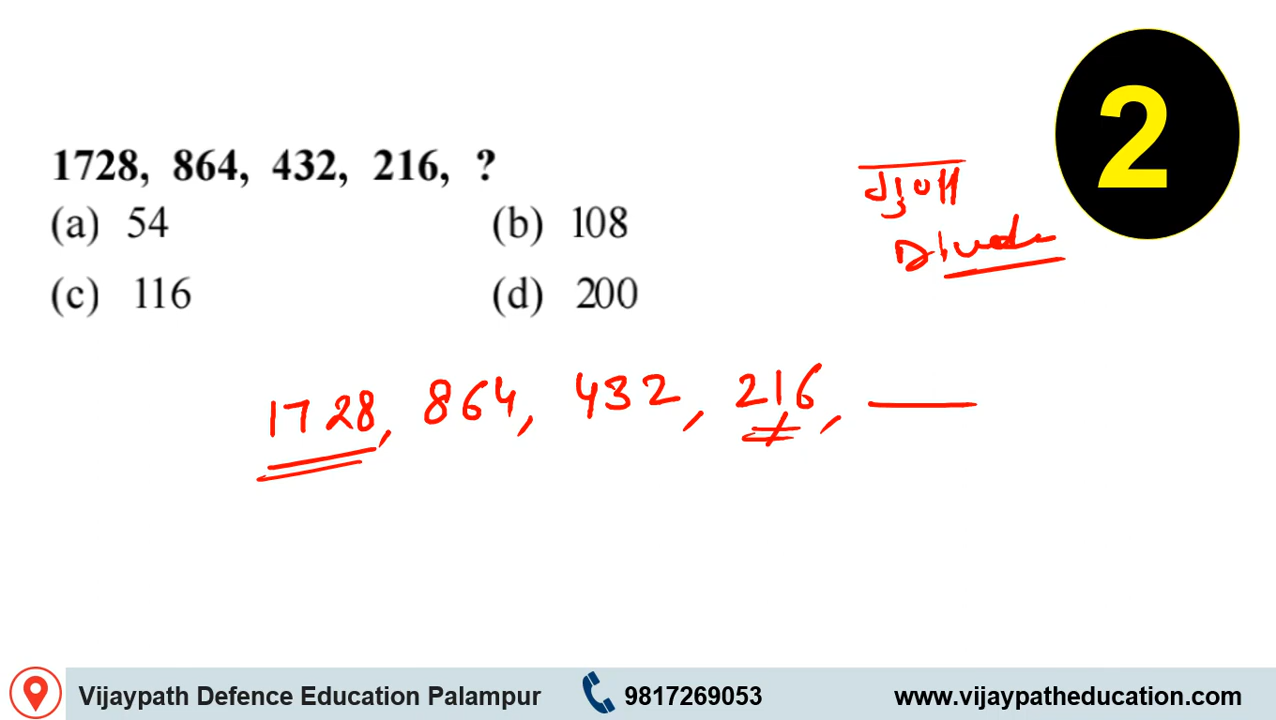 2
1728, 864, 432, 216, ?
(a) 54 (b) 108
(c) 116 (d) 200
Divide
1728, 864, 432, 216, ___
Vijaypath Defence Education Palampur 9817269053 www.vijaypatheducation.com